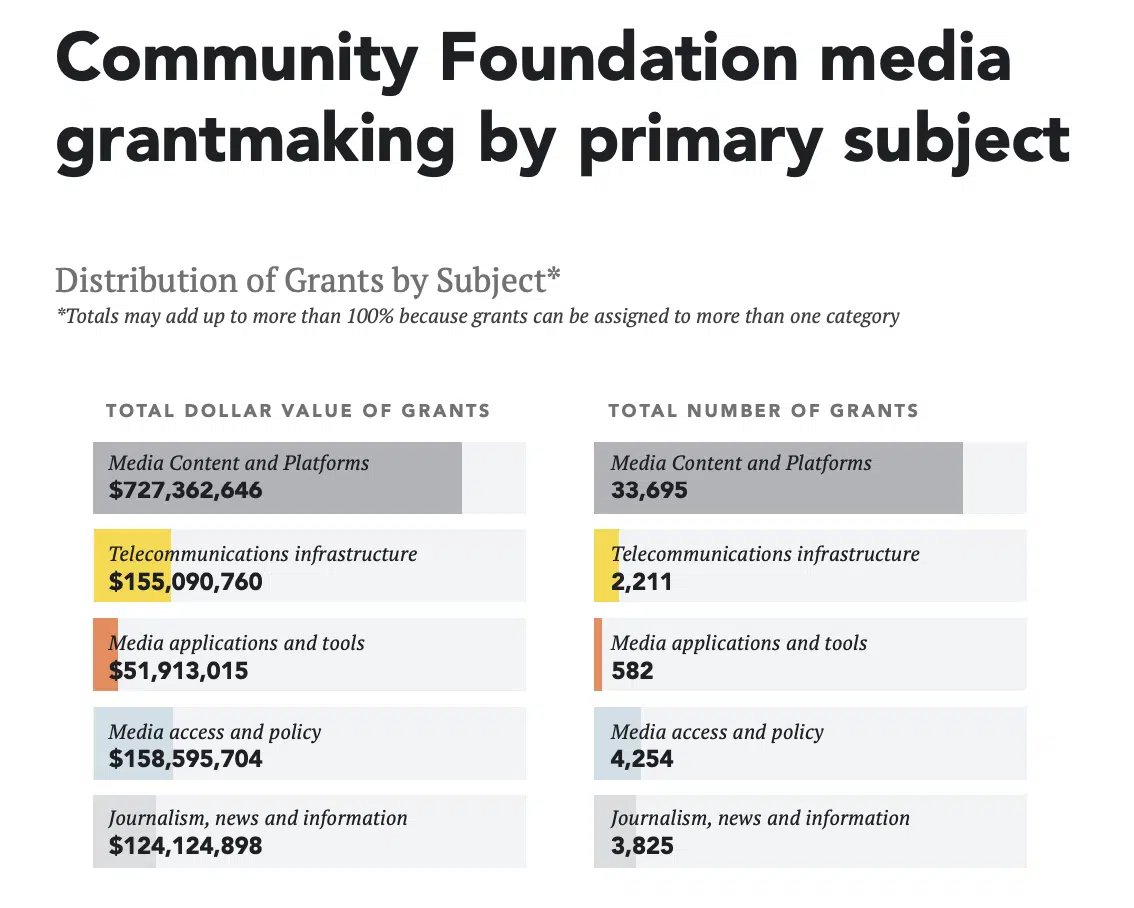 Community Foundation media
grantmaking by primary subject
Distribution of Grants by Subject*
*Totals may add up to more than 100% because grants can be assigned to more than one category
TOTAL DOLLAR VALUE OF GRANTS
Media Content and Platforms
$727,362,646
Telecommunications infrastructure
$155,090,760
Media applications and tools
$51,913,015
Media access and policy
$158,595,704
Journalism, news and information
$124,124,898
TOTAL NUMBER OF GRANTS
Media Content and Platforms
33,695
Telecommunications infrastructure
2,211
Media applications and tools
582
Media access and policy
4,254
Journalism, news and information
3,825